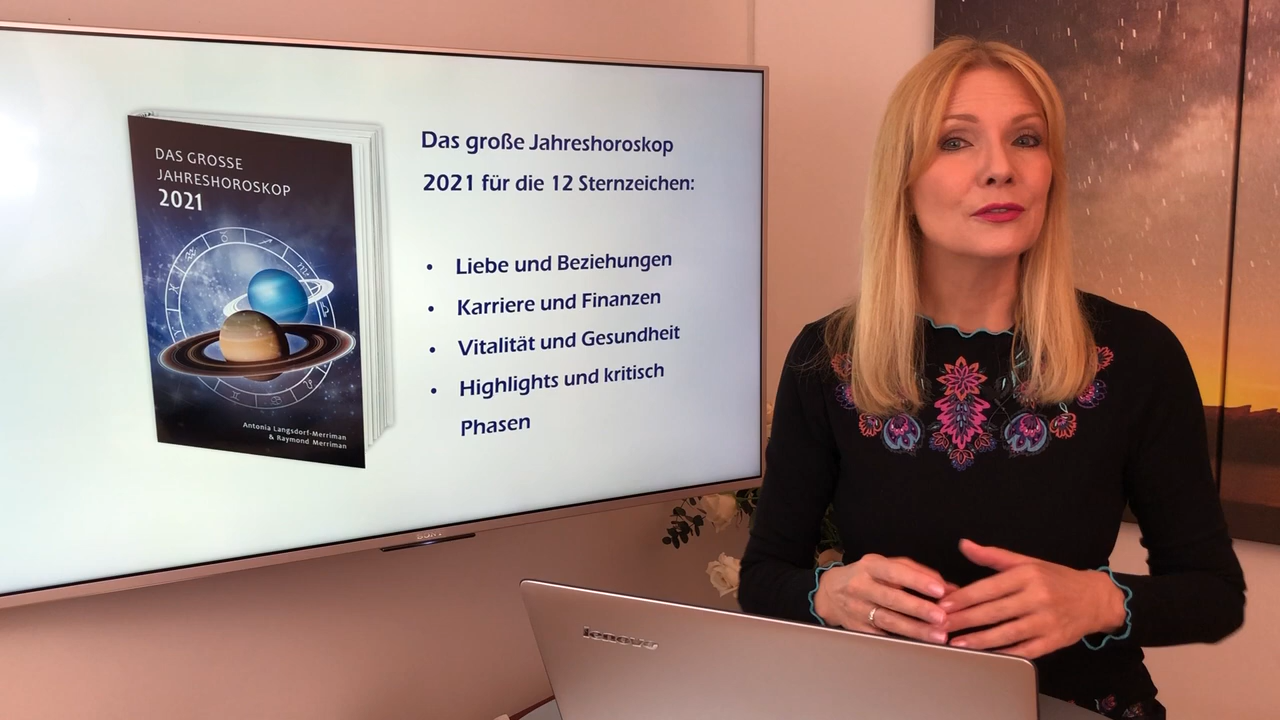 DAS GROSSE
JAHRESHOROSKOP
2021
Antonia Langsdorf-Merriman
& Raymond Merriman
Das große Jahreshoroskop
2021 für die 12 Sternzeichen:
• Liebe und Beziehungen
• Karriere und Finanzen
• Vitalität und Gesundheit
• Highlights und kritisch
Phasen
SONY
lenovo